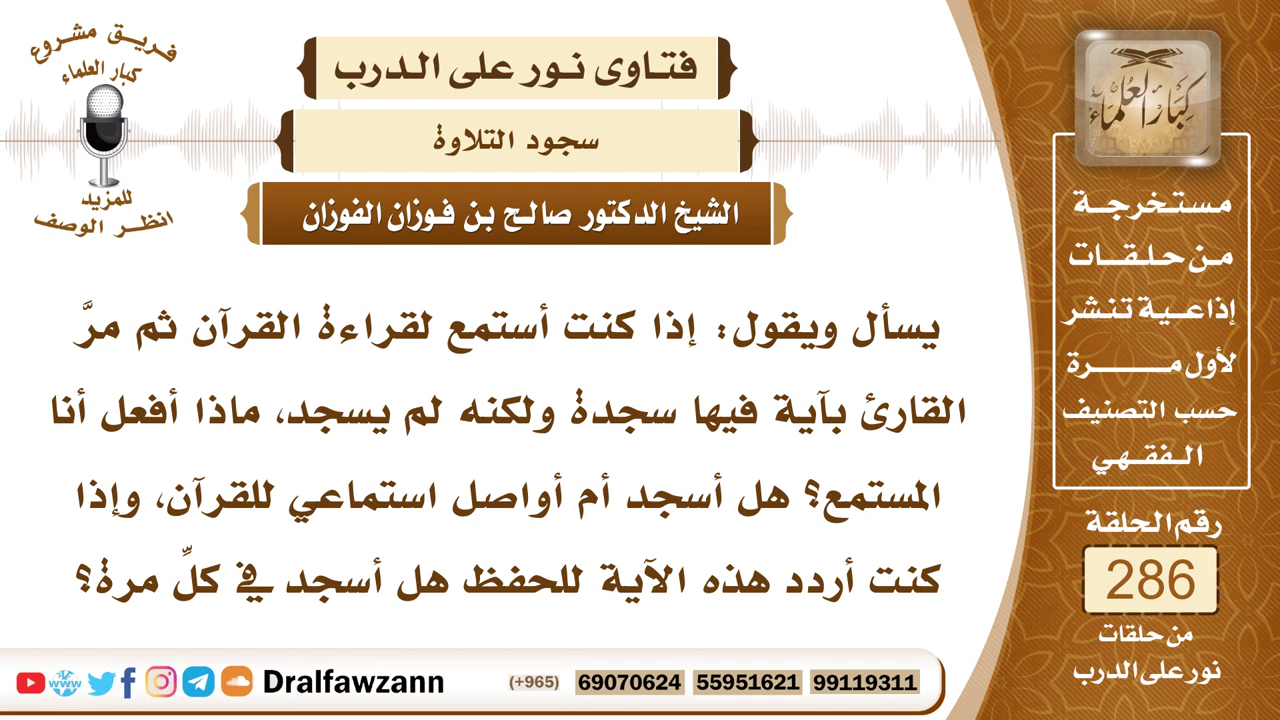 فريق مشروع
كبار العلماء
للمزيد
انظر الوصف
فتاوى نور على الدرب
سجود التلاوة
الشيخ الدكتور صالح بن فوزان الفوزان
يسأل ويقول: إذا كنت أستمع لقراءة القرآن ثم مرَّ
القارئ بآية فيها سجدة ولكنه لم يسجد، ماذا أفعل أنا
المستمع؟ هل أسجد أم أواصل استماعي للقرآن، وإذا
كنت أردد هذه الآية للحفظ هل أسجد في كلِّ مرة؟
كبار العلماء
مستخرجة
من حلقات
إذاعية تنشر
لأول مرة
حسب التصنيف
الفقهي
رقم الحلقة
286
من حلقات
نور على الدرب
www Dralfawzann (+965) 69070624 55951621 99119311